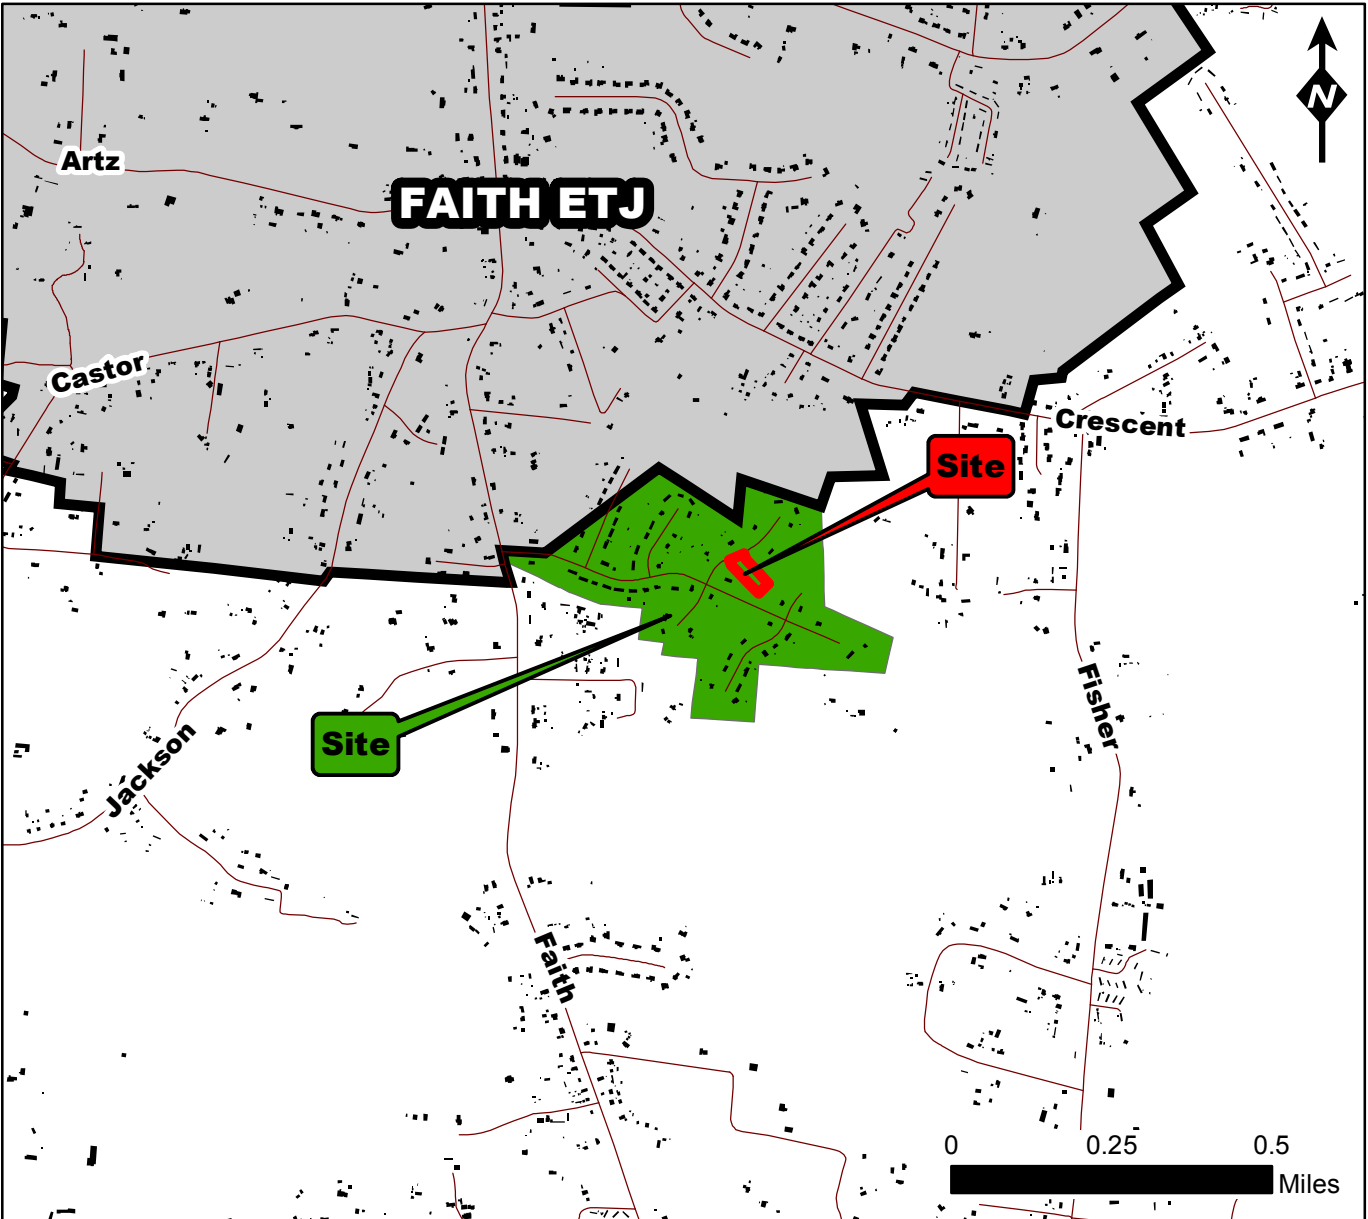 N
Artz
FAITH ETJ
Castor
Crescent
Site
Fisher
Site
Jackson
Faith
0 0.25 0.5
Miles